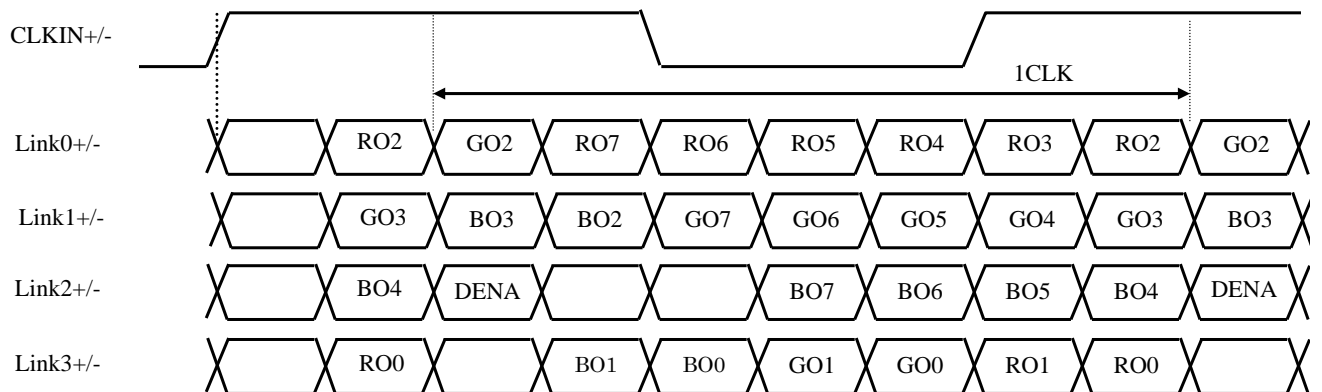 CLKIN+/-
1CLK
Link0+/- RO2 GO2 RO7 RO6 RO5 RO4 RO3 RO2 GO2
Link1+/- GO3 BO3 BO2 GO7 GO6 GO5 GO4 GO3 BO3
Link2+/- BO4 DENA BO7 BO6 BO5 BO4 DENA
Link3+/- RO0 BO1 BO0 GO1 GO0 RO1 RO0